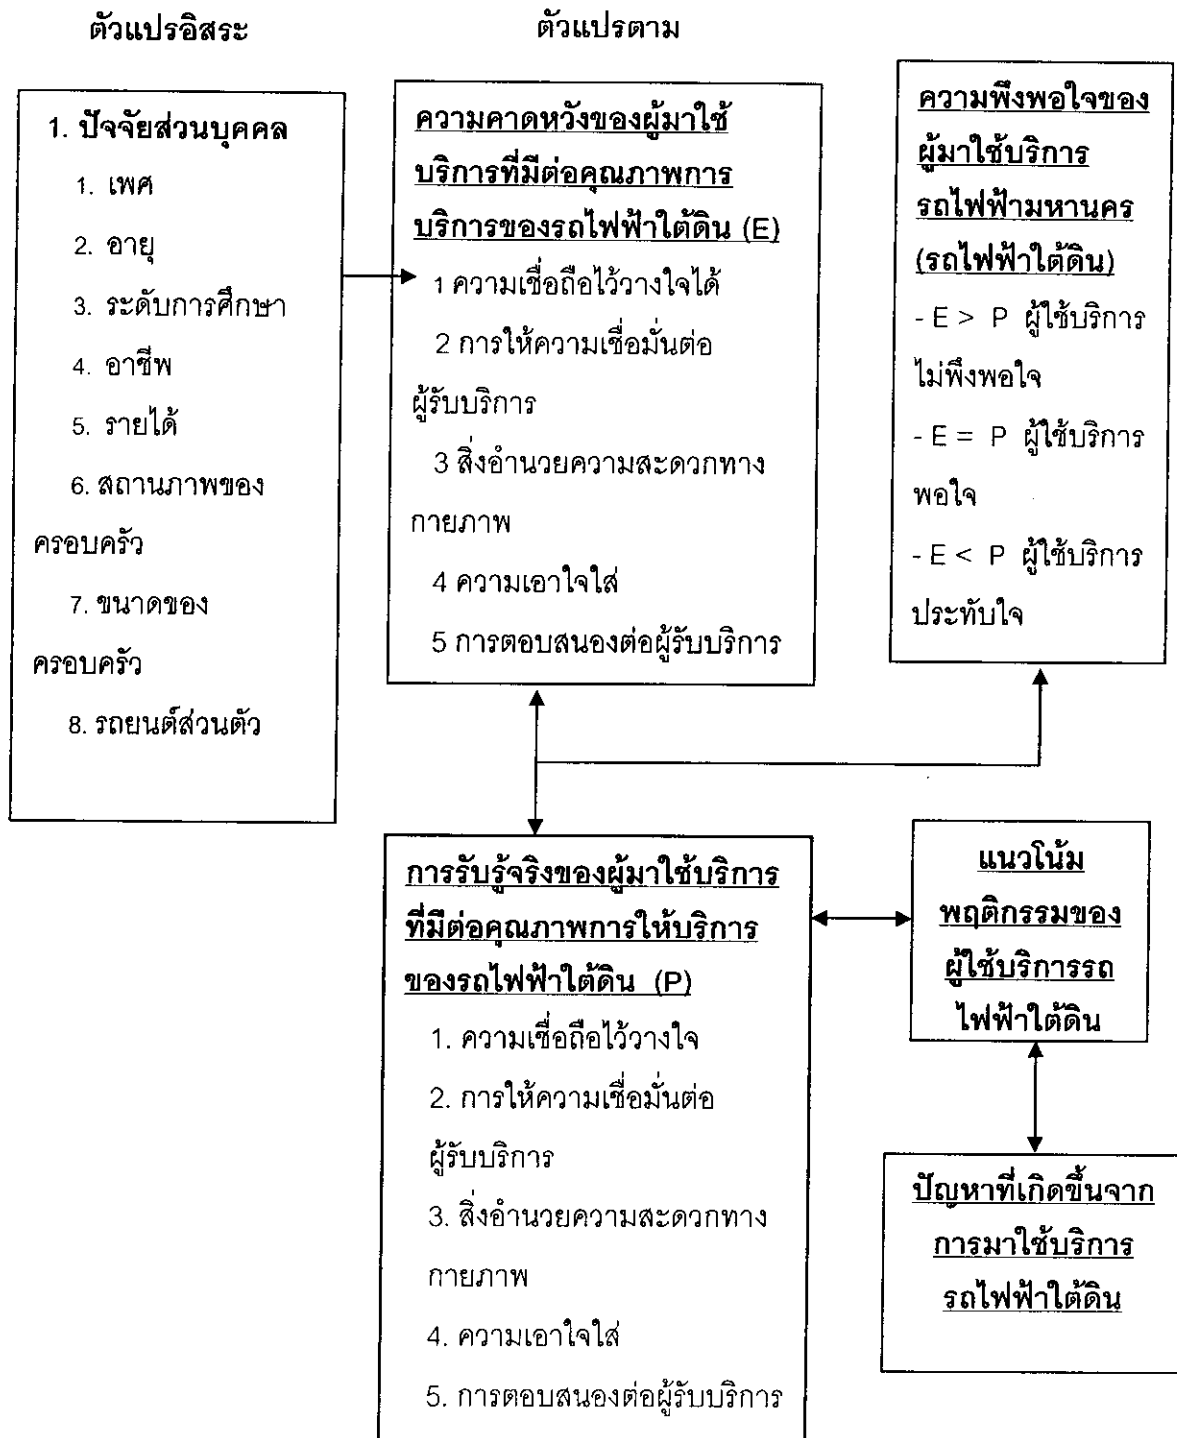 ตัวแปรอิสระ
ตัวแปรตาม
1. ปัจจัยส่วนบุคคล
1. เพศ
2. อายุ
3. ระดับการศึกษา
4. อาชีพ
5. รายได้
6. สถานภาพของ
ครอบครัว
7. ขนาดของ
ครอบครัว
8. รถยนต์ส่วนตัว
ความคาดหวังของผู้มาใช้
บริการที่มีต่อคุณภาพการ
บริการของรถไฟฟ้าใต้ดิน (E)
1 ความเชื่อถือไว้วางใจได้
2 การให้ความเชื่อมั่นต่อ
ผู้รับบริการ
3 สิ่งอำนวยความสะดวกทาง
กายภาพ
4 ความเอาใจใส่
5 การตอบสนองต่อผู้รับบริการ
ความพึงพอใจของ
ผู้มาใช้บริการ
รถไฟฟ้ามหานคร
(รถไฟฟ้าใต้ดิน)
- E > P ผู้ใช้บริการ
ไม่พึงพอใจ
- E = P ผู้ใช้บริการ
พอใจ
- E < P ผู้ใช้บริการ
ประทับใจ
การรับรู้จริงของผู้มาใช้บริการ
ที่มีต่อคุณภาพการให้บริการ
ของรถไฟฟ้าใต้ดิน (P)
1. ความเชื่อถือไว้วางใจ
2. การให้ความเชื่อมั่นต่อ
ผู้รับบริการ
3. สิ่งอำนวยความสะดวกทาง
กายภาพ
4. ความเอาใจใส่
5. การตอบสนองต่อผู้รับบริการ
แนวโน้ม
พฤติกรรมของ
ผู้ใช้บริการรถ
ไฟฟ้าใต้ดิน
ปัญหาที่เกิดขึ้นจาก
การมาใช้บริการ
รถไฟฟ้าใต้ดิน